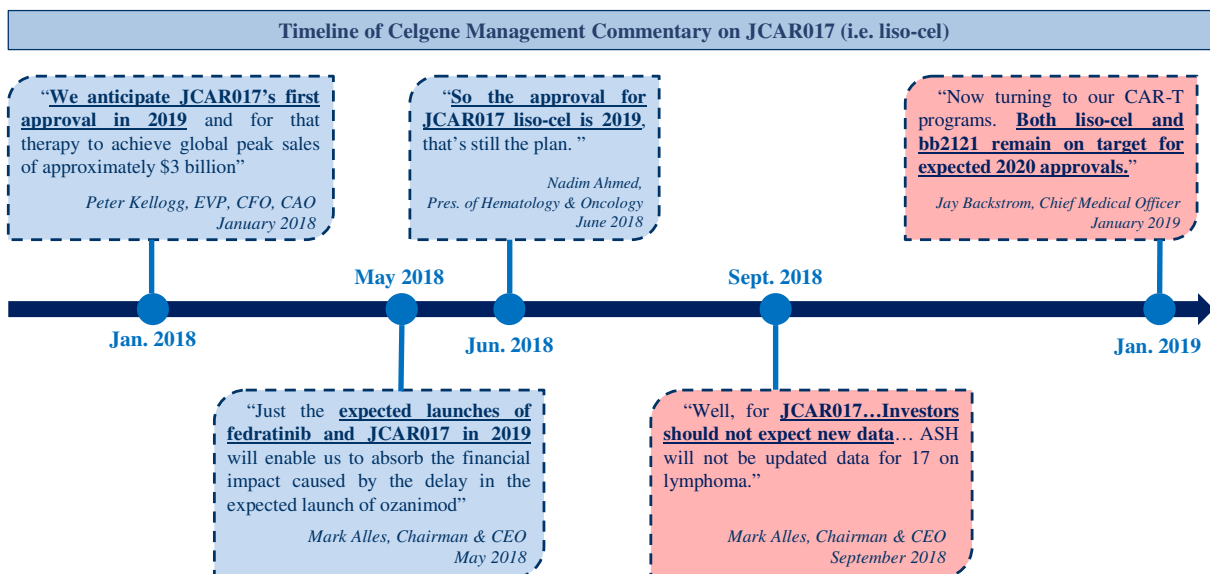 Timeline of Celgene Management Commentary on JCAR017 (i.e. liso-cel)
“We anticipate JCAR017’s first
approval in 2019 and for that
therapy to achieve global peak sales
of approximately $3 billion”
Peter Kellogg, EVP, CFO, CAO
January 2018
“So the approval for
JCAR017 liso-cel is 2019,
that’s still the plan. ”
Nadim Ahmed,
Pres. of Hematology & Oncology
June 2018
“Now turning to our CAR-T
programs. Both liso-cel and
bb2121 remain on target for
expected 2020 approvals.”
Jay Backstrom, Chief Medical Officer
January 2019
May 2018
Sept. 2018
Jan. 2018
Jun. 2018
Jan. 2019
“Just the expected launches of
fedratinib and JCAR017 in 2019
will enable us to absorb the financial
impact caused by the delay in the
expected launch of ozanimod”
Mark Alles, Chairman & CEO
May 2018
“Well, for JCAR017…Investors
should not expect new data… ASH
will not be updated data for 17 on
lymphoma.”
Mark Alles, Chairman & CEO
September 2018